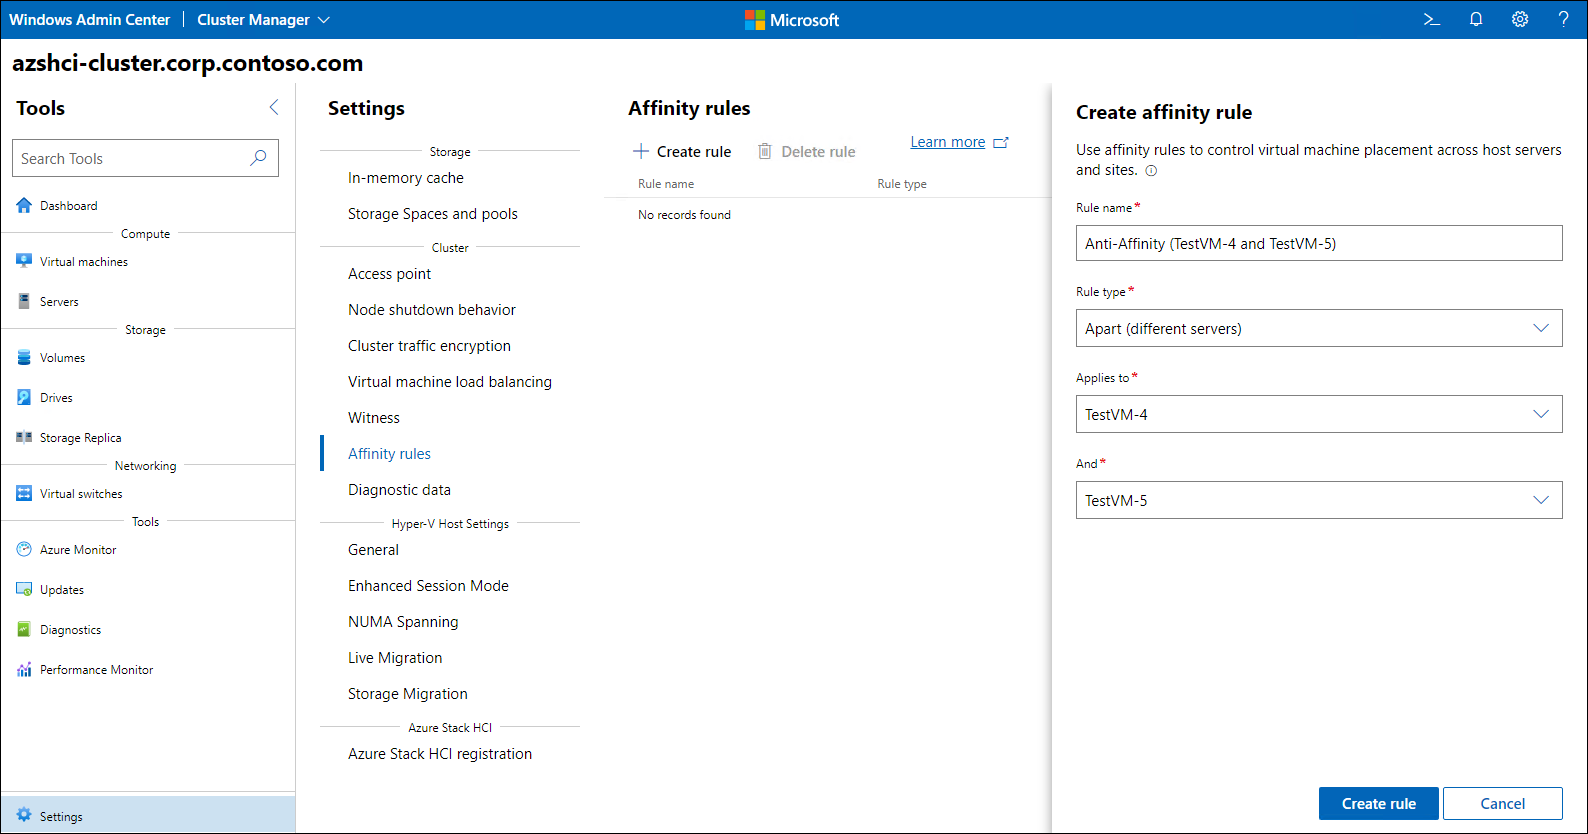 Windows Admin Center | Cluster Manager
Microsoft
azshci-cluster.corp.contoso.com
Tools
Search Tools
Dashboard
Compute
Virtual machines
Servers
Storage
Volumes
Drives
Storage Replica
Networking
Virtual switches
Tools
Azure Monitor
Updates
Diagnostics
Performance Monitor
Settings
Settings
Storage
In-memory cache
Storage Spaces and pools
Cluster
Access point
Node shutdown behavior
Cluster traffic encryption
Virtual machine load balancing
Witness
Affinity rules
Diagnostic data
Hyper-V Host Settings
General
Enhanced Session Mode
NUMA Spanning
Live Migration
Storage Migration
Azure Stack HCI
Azure Stack HCI registration
Affinity rules
Create rule Delete rule Learn more
Rule name Rule type
No records found
Create affinity rule
Use affinity rules to control virtual machine placement across host servers
and sites.
Rule name*
Anti-Affinity (TestVM-4 and TestVM-5)
Rule type*
Apart (different servers)
Applies to*
TestVM-4
And*
TestVM-5
Create rule Cancel